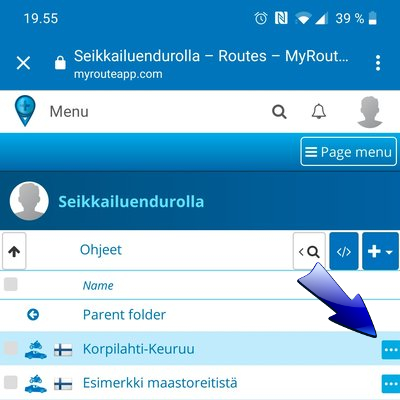 19.55
39 %
Seikkailuendurolla – Routes – MyRout…
myrouteapp.com
Menu
Page menu
Seikkailuendurolla
Ohjeet
Name
Parent folder
Korpilahti-Keuruu
Esimerkki maastoreitistä